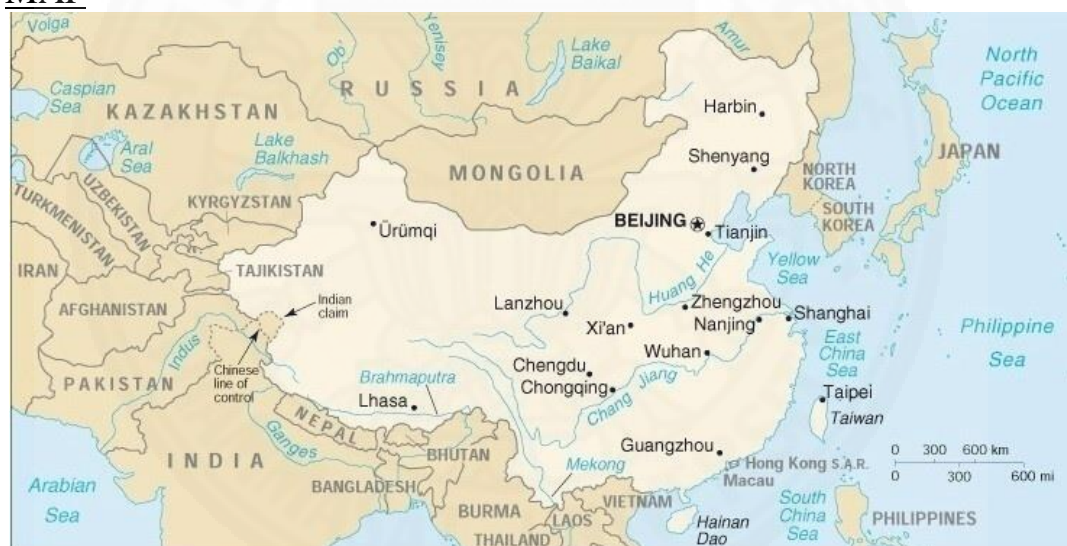 MAP
Volga
Caspian
Sea
KAZAKHSTAN
Aral
Sea
Lake
Balkhash
UZBEKISTAN
TURKMENISTAN
KYRGYZSTAN
TAJIKISTAN
IRAN
AFGHANISTAN
PAKISTAN
Indus
Indian
claim
Chinese
line of
control
Ob'
Yenisey
RUSSIA
Lake
Baikal
Amur
MONGOLIA
Ürümqi
Harbin
Shenyang
BEIJING
Tianjin
NORTH
KOREA
SOUTH
KOREA
JAPAN
North
Pacific
Ocean
Yellow
Sea
Huang He
Lanzhou
Zhengzhou
Xi'an
Nanjing
Shanghai
Wuhan
Chengdu
Chongqing
Chang Jiang
East
China
Sea
Philippine
Sea
Brahmaputra
Lhasa
NEPAL
Ganges
INDIA
BHUTAN
BANGLADESH
BURMA
Mekong
LAOS
THAILAND
VIETNAM
Guangzhou
Hong Kong S.A.R.
Macau
Taipei
Taiwan
0 300 600 km
0 300 600 mi
Arabian
Sea
Hainan
Dao
South
China
Sea
PHILIPPINES